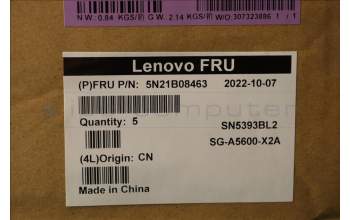 N W. 0.84 KGS/ G W. 2.14 KGS/ W/O.307323886 1 / 1
Lenovo FRU
(P)FRU P/N: 5N21B08463 2022-10-07
Quantity: 5 SN5393BL2
SG-A5600-X2A
(4L)Origin: CN
Made in China